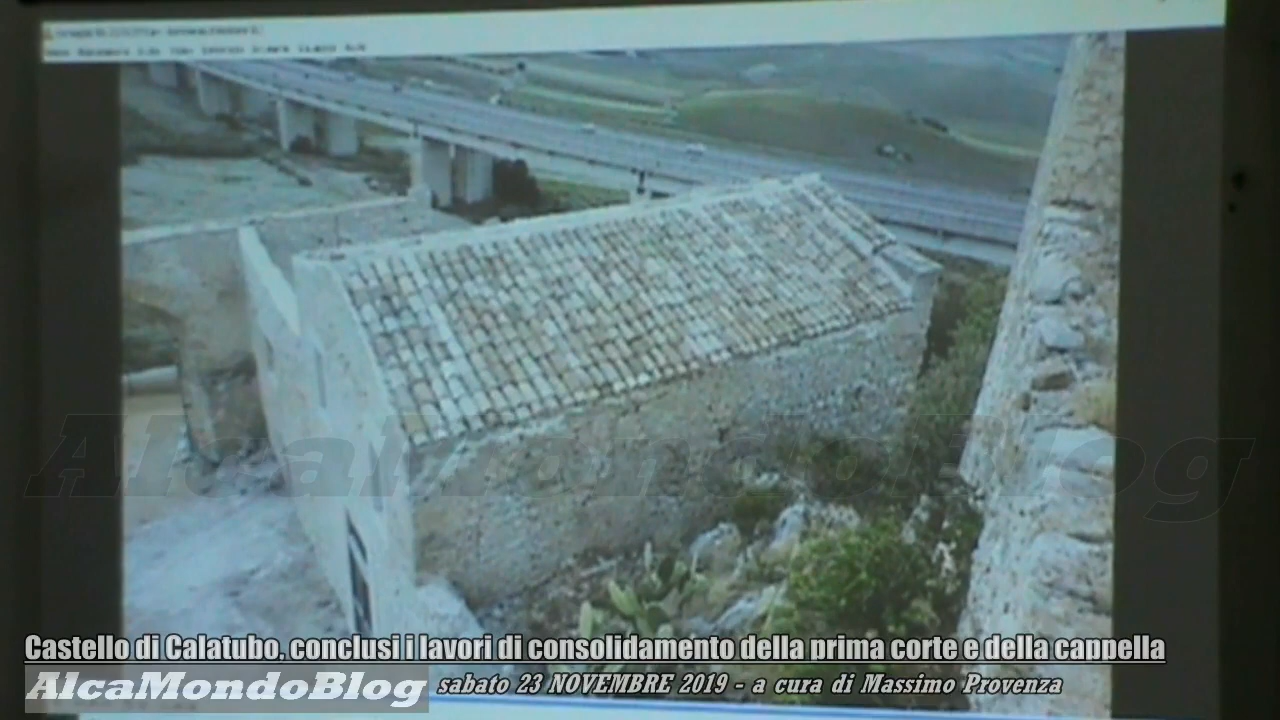 AlcaMondoBlog
Castello di Calatubo, conclusi i lavori di consolidamento della prima corte e della cappella
AlcaMondoBlog sabato 23 NOVEMBRE 2019 - a cura di Massimo Provenza